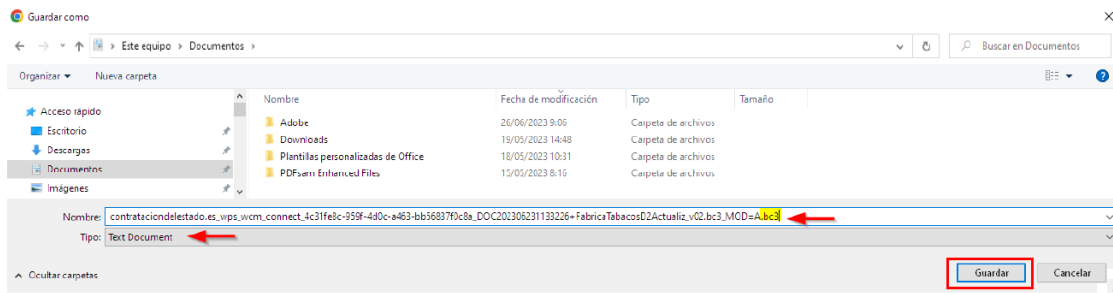 Guardar como
Este equipo > Documentos >
Buscar en Documentos
Organizar
Nueva carpeta
Nombre
Fecha de modificación
Tipo
Tamaño
Acceso rápido
Escritorio
Descargas
Documentos
Imágenes
Adobe 26/06/2023 9:06 Carpeta de archivos
Downloads 19/05/2023 14:48 Carpeta de archivos
Plantillas personalizadas de Office 18/05/2023 10:31 Carpeta de archivos
PDFsam Enhanced Files 15/05/2023 8:16 Carpeta de archivos
Nombre: contrataciondelestado.es_wps_wcm_connect_4c31fe8c-959f-4d0c-a463-bb56837f0c8a_DOC202306231133226+FabricaTabacosD2Actualiz_v02.bc3_MOD=A.bc3
Tipo: Text Document
Ocultar carpetas
Guardar
Cancelar